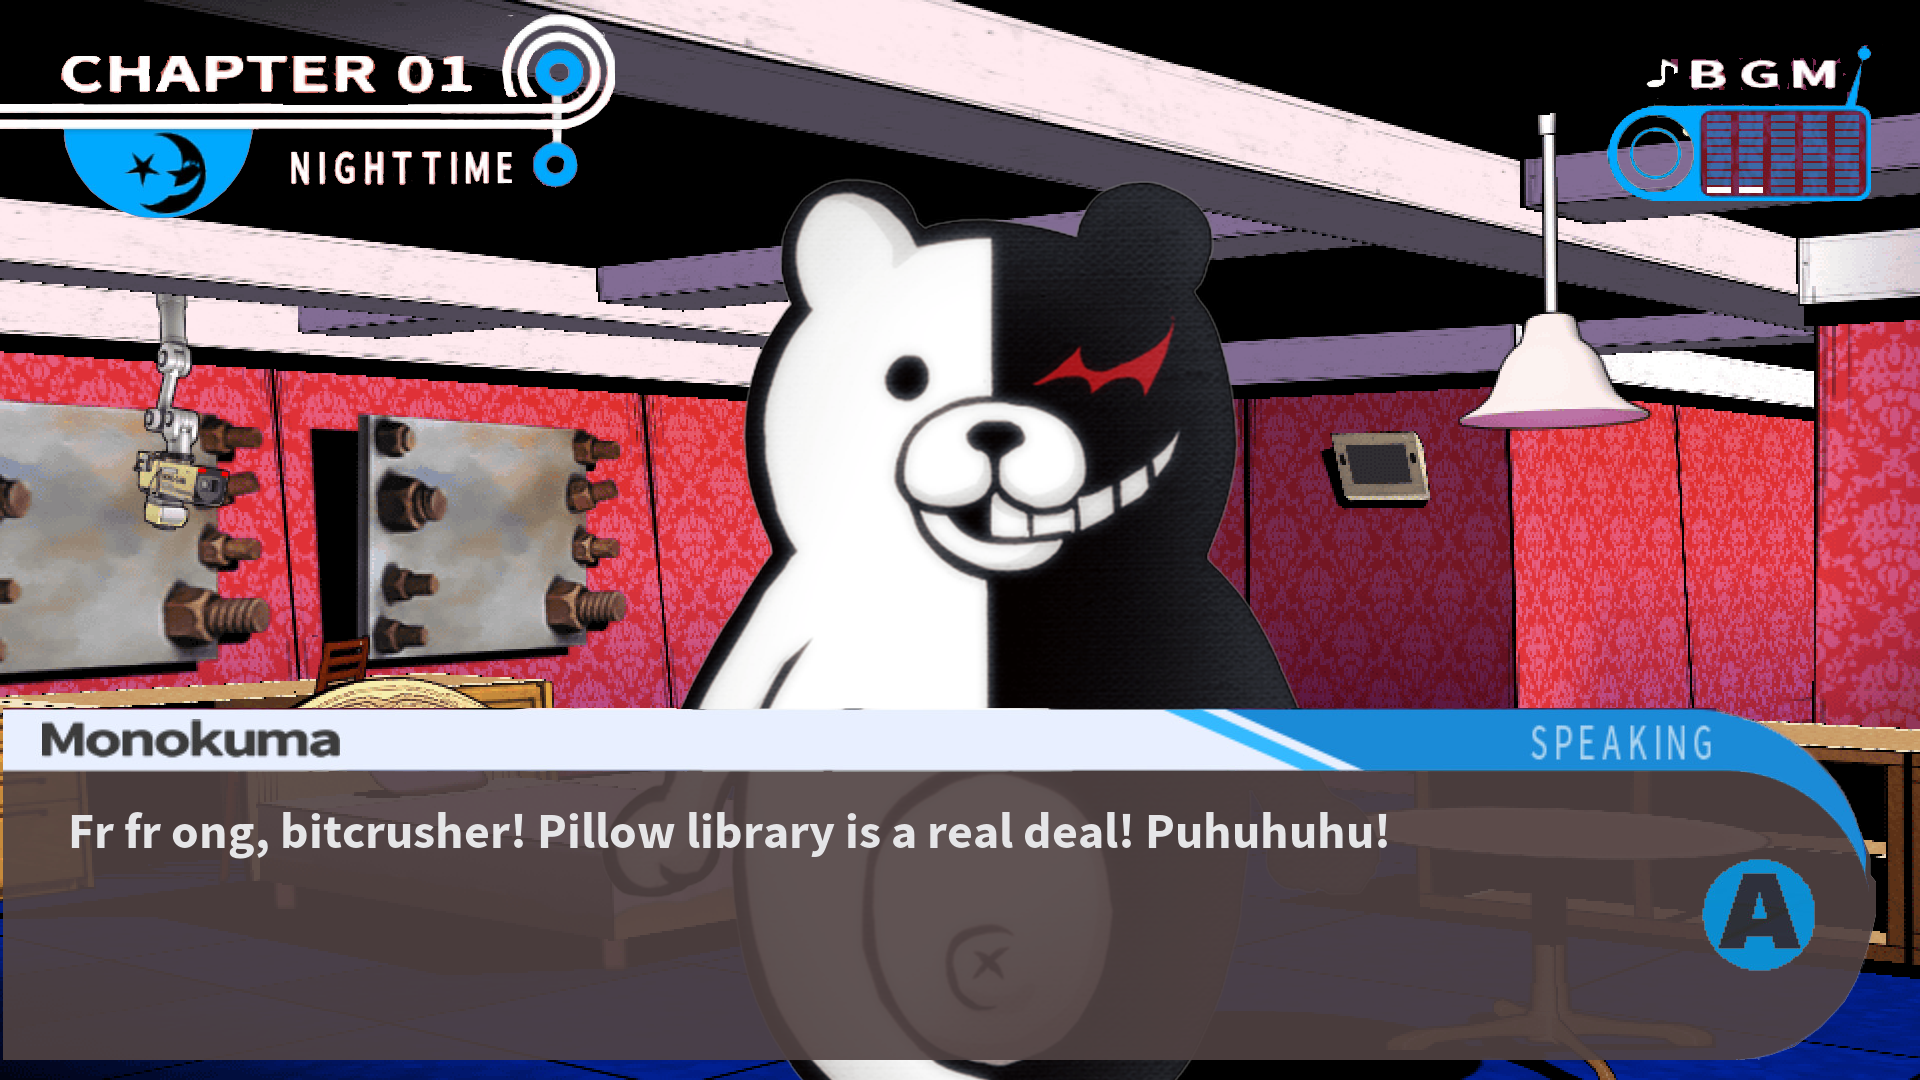 CHAPTER 01
♪BGM
NIGHTTIME
Monokuma
SPEAKING
Fr fr ong, bitcrusher! Pillow library is a real deal! Puhuhuhu!
A